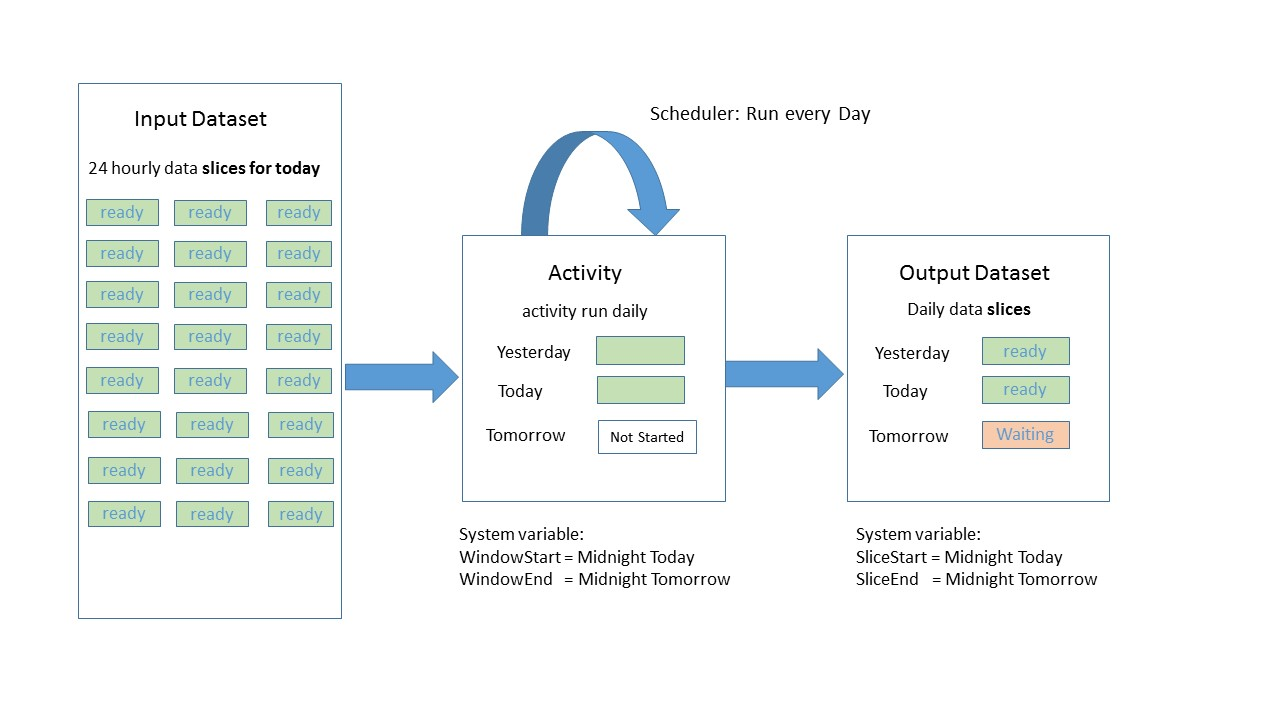 Input Dataset
24 hourly data slices for today
ready ready ready
ready ready ready
ready ready ready
ready ready ready
ready ready ready
ready ready ready
ready ready ready
ready ready ready
Scheduler: Run every Day
Activity
activity run daily
Yesterday
Today
Tomorrow Not Started
System variable:
WindowStart = Midnight Today
WindowEnd = Midnight Tomorrow
Output Dataset
Daily data slices
Yesterday ready
Today ready
Tomorrow Waiting
System variable:
SliceStart = Midnight Today
SliceEnd = Midnight Tomorrow